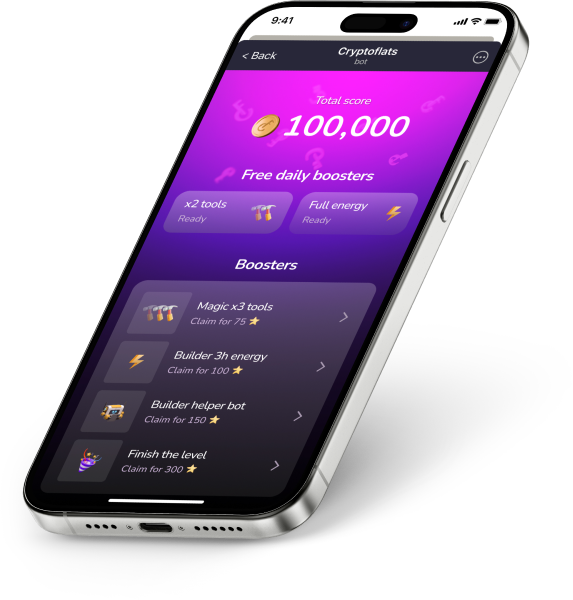 9:41
< Back
Cryptoflats
bot
Total score
100,000
Free daily boosters
x2 tools
Ready
Full energy
Ready
Boosters
Magic x3 tools
Claim for 75
Builder 3h energy
Claim for 100
Builder helper bot
Claim for 150
Finish the level
Claim for 300